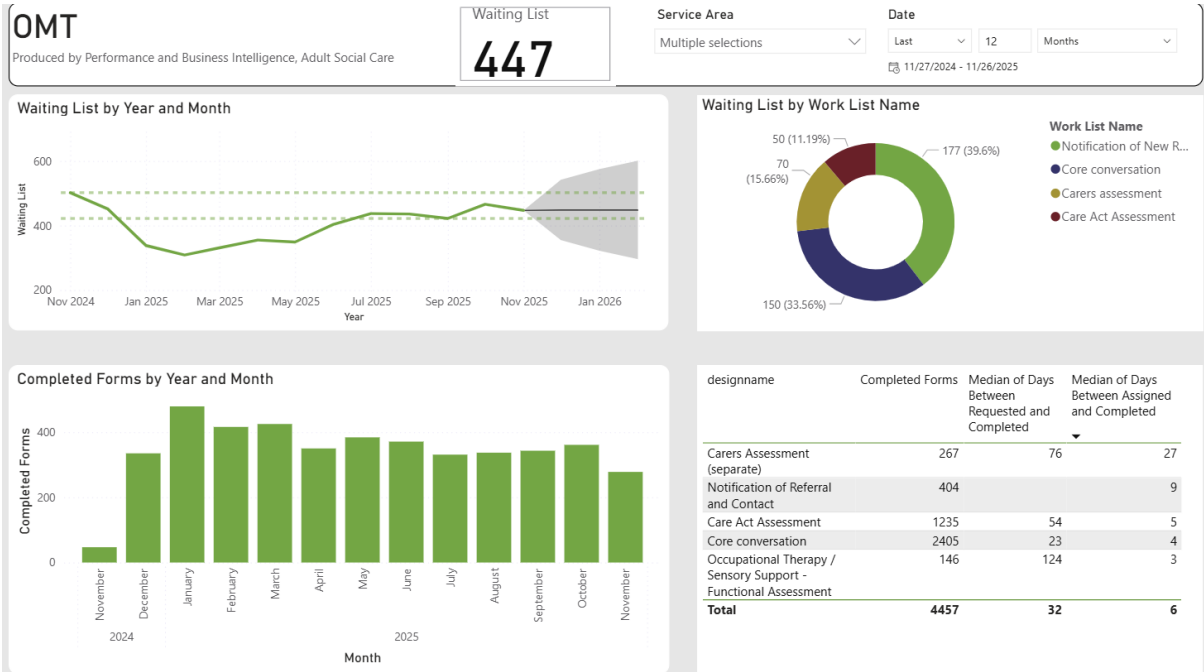 OMT
Produced by Performance and Business Intelligence, Adult Social Care
Waiting List
447
Service Area
Multiple selections
Date
Last
12
Months
11/27/2024 - 11/26/2025
Waiting List by Year and Month
Waiting List
600
400
200
Nov 2024
Jan 2025
Mar 2025
May 2025
Jul 2025
Sep 2025
Nov 2025
Jan 2026
Year
Waiting List by Work List Name
50 (11.19%)
70
(15.66%)
177 (39.6%)
150 (33.56%)
Work List Name
Notification of New R...
Core conversation
Carers assessment
Care Act Assessment
Completed Forms by Year and Month
Completed Forms
400
200
0
November
December
January
February
March
April
May
June
July
August
September
October
November
2024
2025
Month
designname
Completed Forms
Median of Days
Between
Requested and
Completed
Median of Days
Between Assigned
and Completed
Carers Assessment
(separate)
267
76
27
Notification of Referral
and Contact
404
9
Care Act Assessment
1235
54
5
Core conversation
2405
23
4
Occupational Therapy /
Sensory Support -
Functional Assessment
146
124
3
Total
4457
32
6